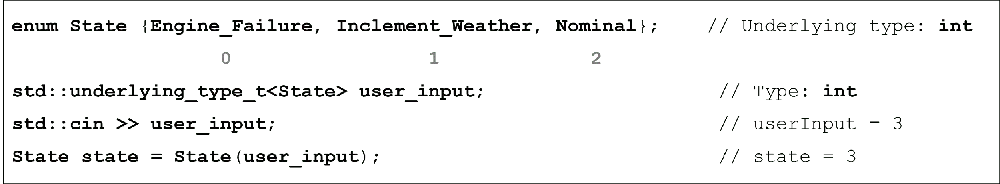 enum State {Engine_Failure, Inclement_Weather, Nominal}; // Underlying type: int
0 1 2
std::underlying_type_t<State> user_input; // Type: int
std::cin >> user_input; // userInput = 3
State state = State(user_input); // state = 3